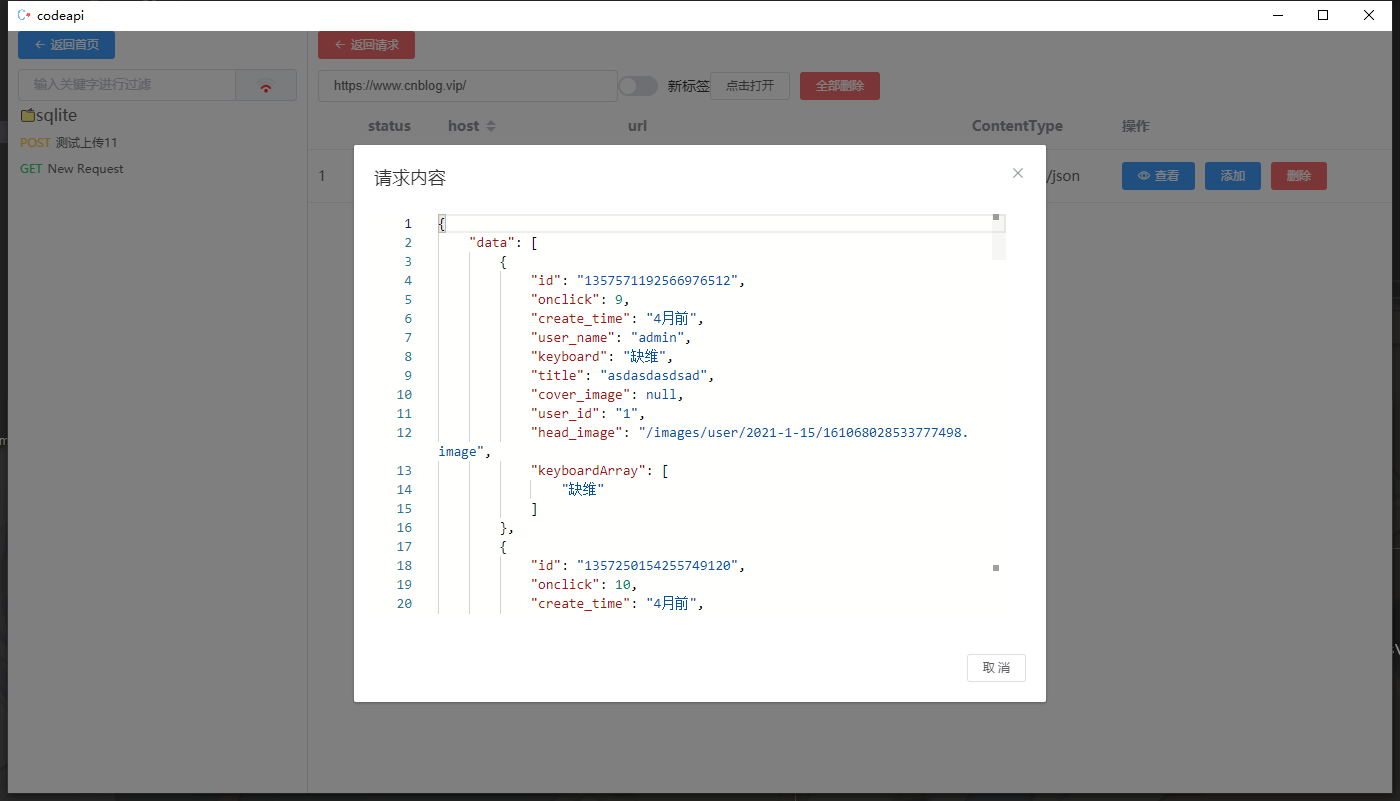 codeapi
返回首页
返回请求
输入关键字进行过滤
https://www.cnblog.vip/
新标签
点击打开
全部删除
sqlite
POST 测试上传11
GET New Request
status host url ContentType 操作
1 /json 查看 添加 删除
请求内容
1 {
2 "data": [
3 {
4 "id": "1357571192566976512",
5 "onclick": 9,
6 "create_time": "4月前",
7 "user_name": "admin",
8 "keyboard": "缺维",
9 "title": "asdasdasdsad",
10 "cover_image": null,
11 "user_id": "1",
12 "head_image": "/images/user/2021-1-15/161068028533777498.
image",
13 "keyboardArray": [
14 "缺维"
15 ]
16 },
17 {
18 "id": "1357250154255749120",
19 "onclick": 10,
20 "create_time": "4月前",
取消